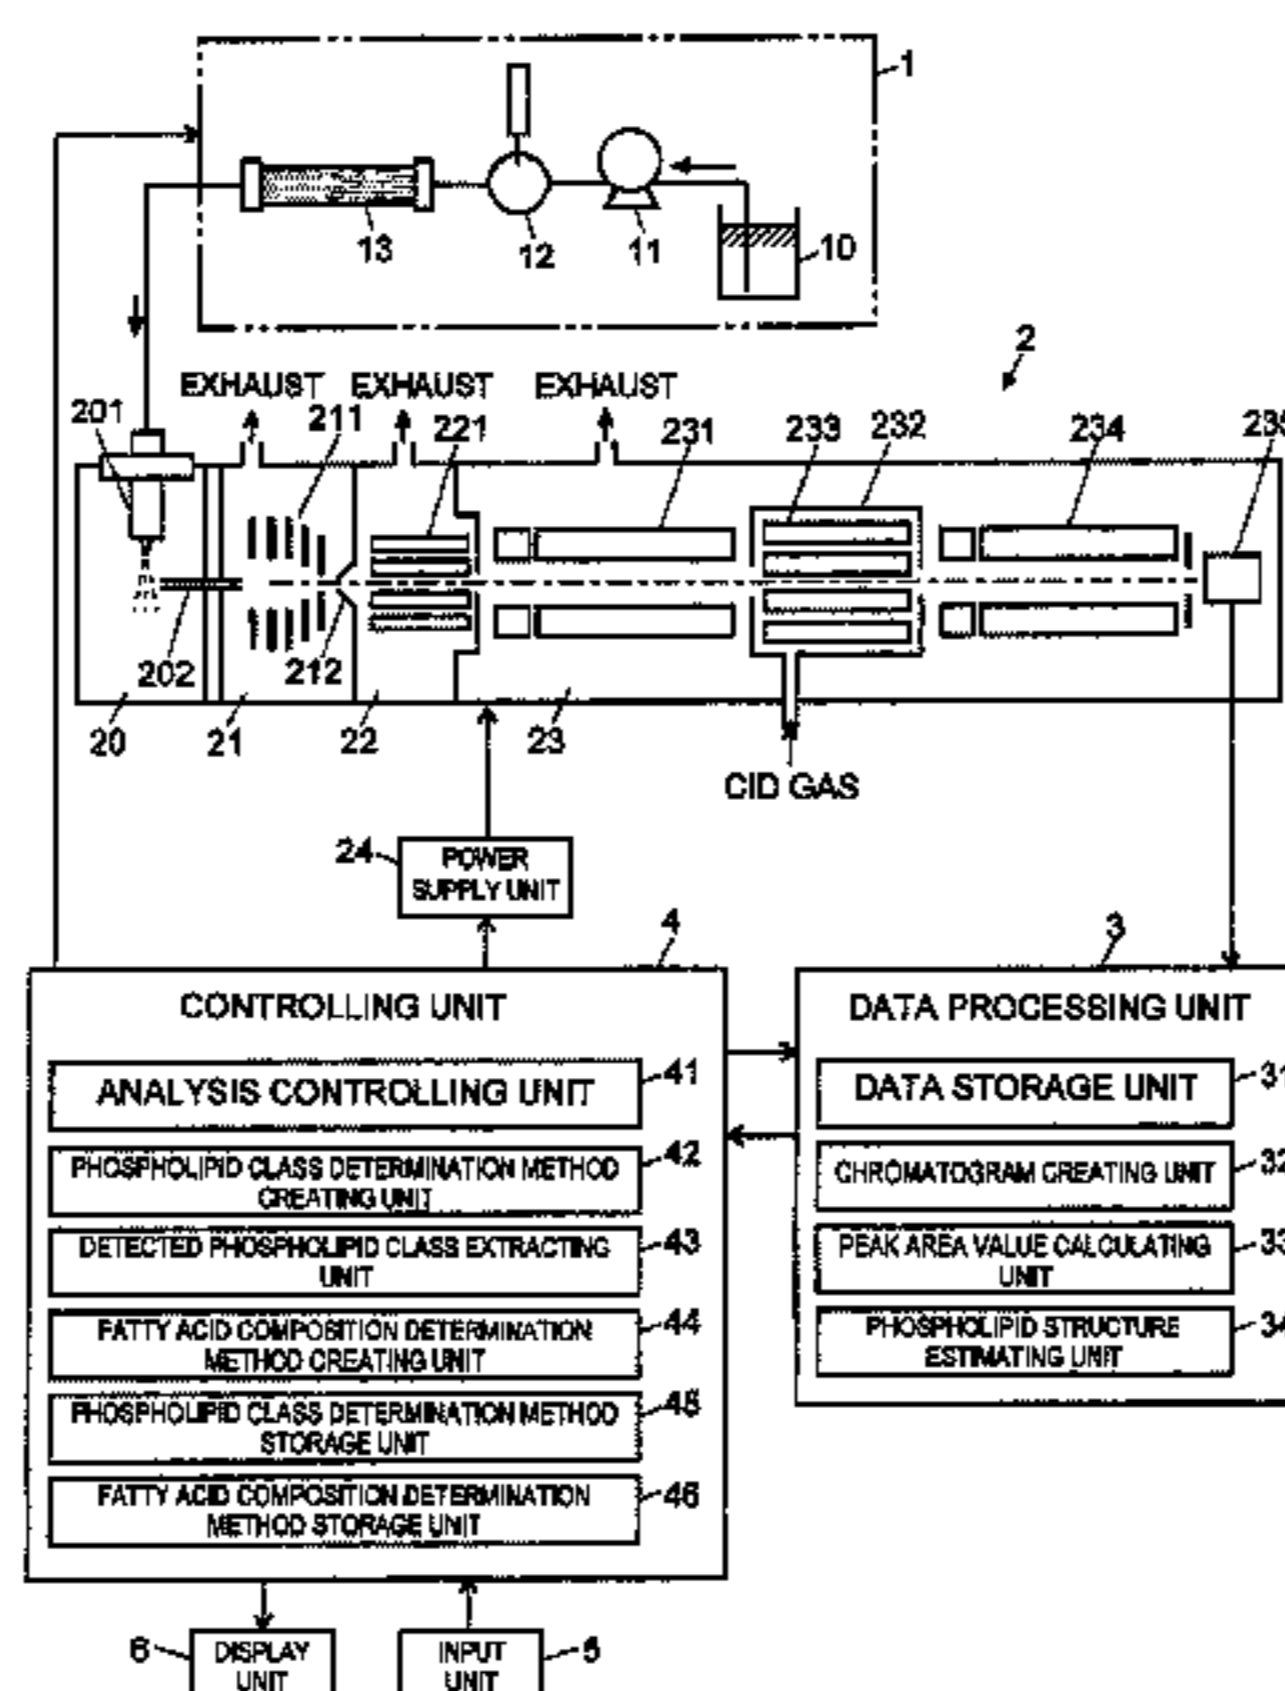 1
13
12
11
10
2
EXHAUST EXHAUST EXHAUST
201
211
221
231
233
232
234
235
202
212
20
21
22
23
CID GAS
24
POWER
SUPPLY UNIT
4
3
CONTROLLING UNIT
ANALYSIS CONTROLLING UNIT
41
PHOSPHOLIPID CLASS DETERMINATION METHOD
CREATING UNIT
42
DETECTED PHOSPHOLIPID CLASS EXTRACTING
UNIT
43
FATTY ACID COMPOSITION DETERMINATION
METHOD CREATING UNIT
44
PHOSPHOLIPID CLASS DETERMINATION METHOD
STORAGE UNIT
45
FATTY ACID COMPOSITION DETERMINATION
METHOD STORAGE UNIT
46
DATA PROCESSING UNIT
DATA STORAGE UNIT
31
CHROMATOGRAM CREATING UNIT
32
PEAK AREA VALUE CALCULATING
UNIT
33
PHOSPHOLIPID STRUCTURE
ESTIMATING UNIT
34
6
DISPLAY
UNIT
INPUT
UNIT
5